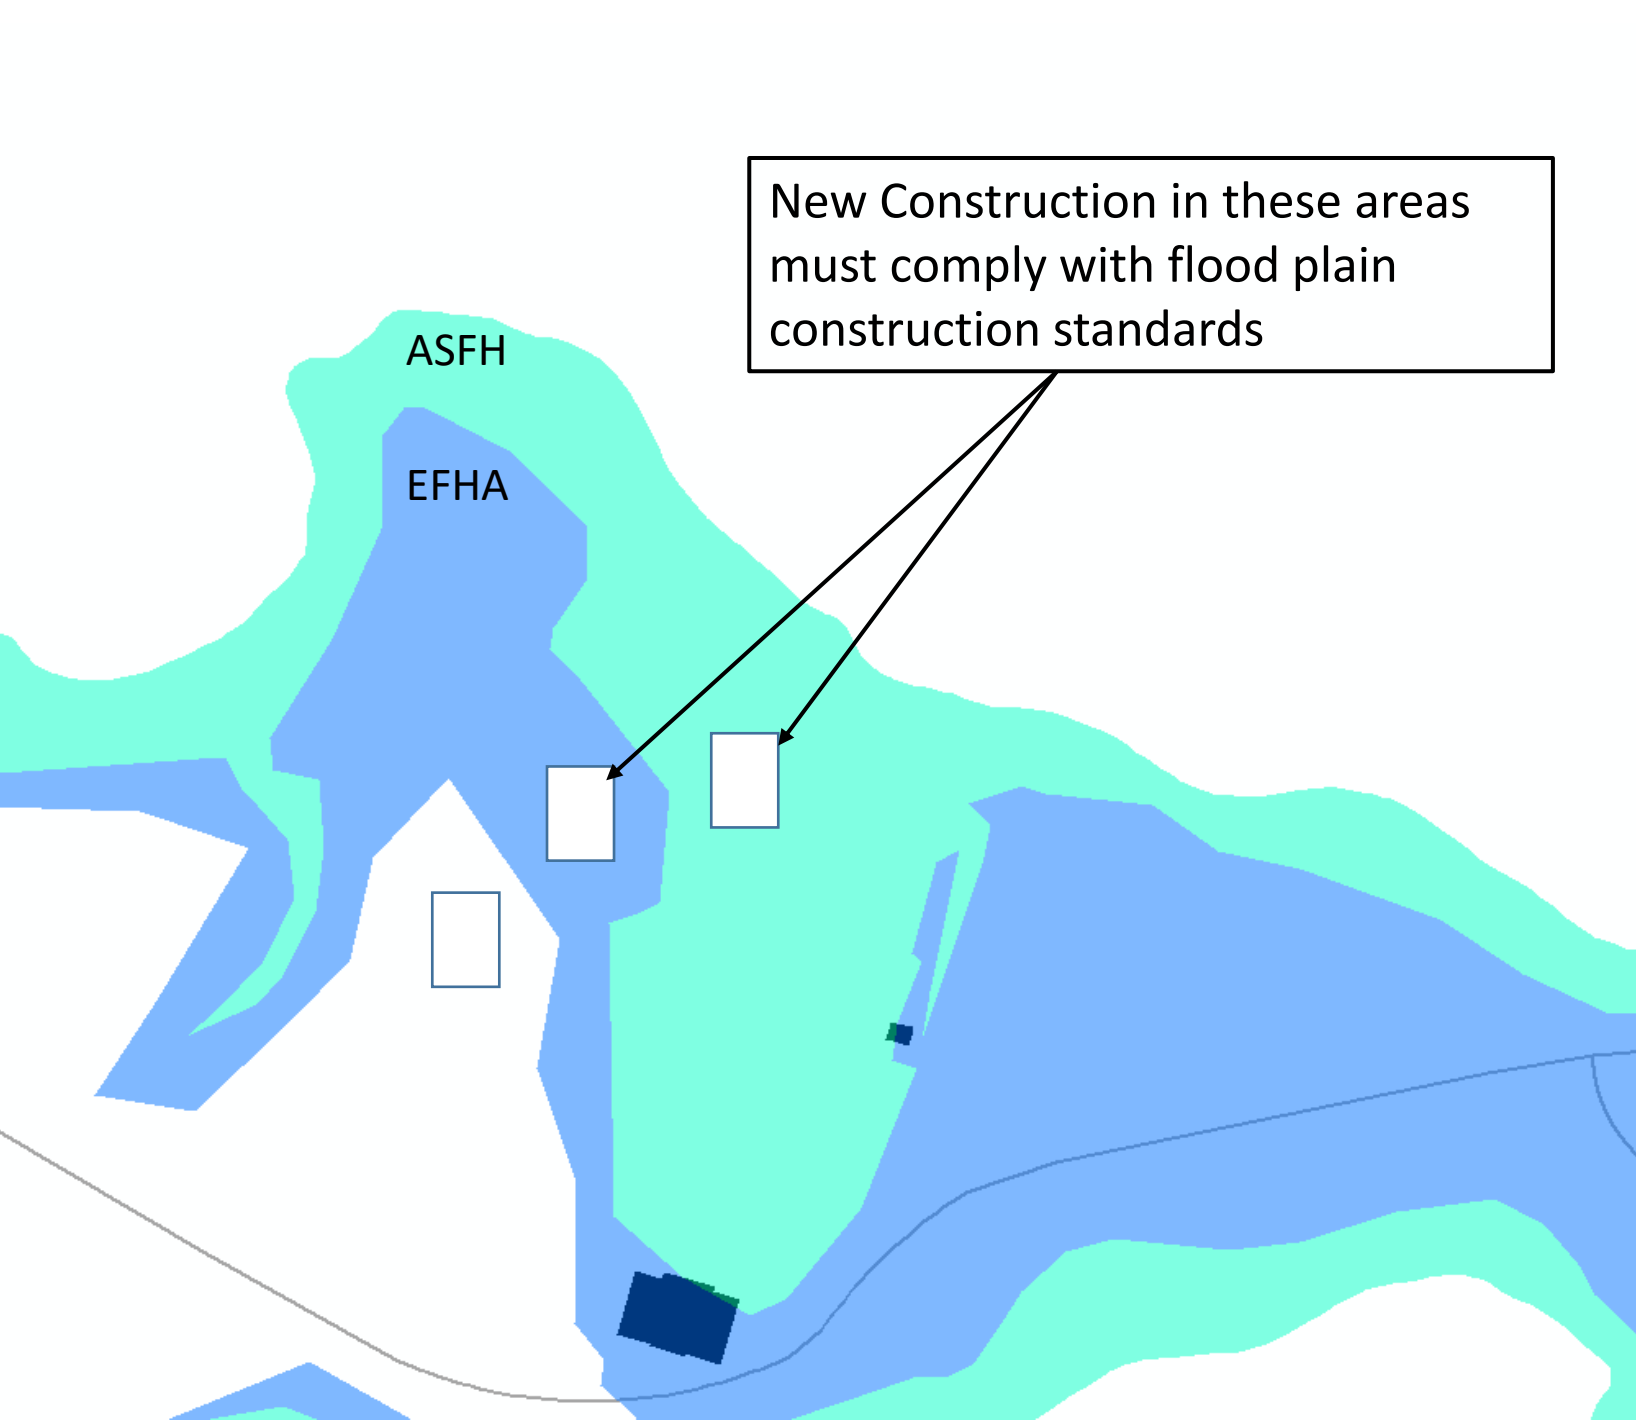 New Construction in these areas
must comply with flood plain
construction standards
ASFH
EFHA